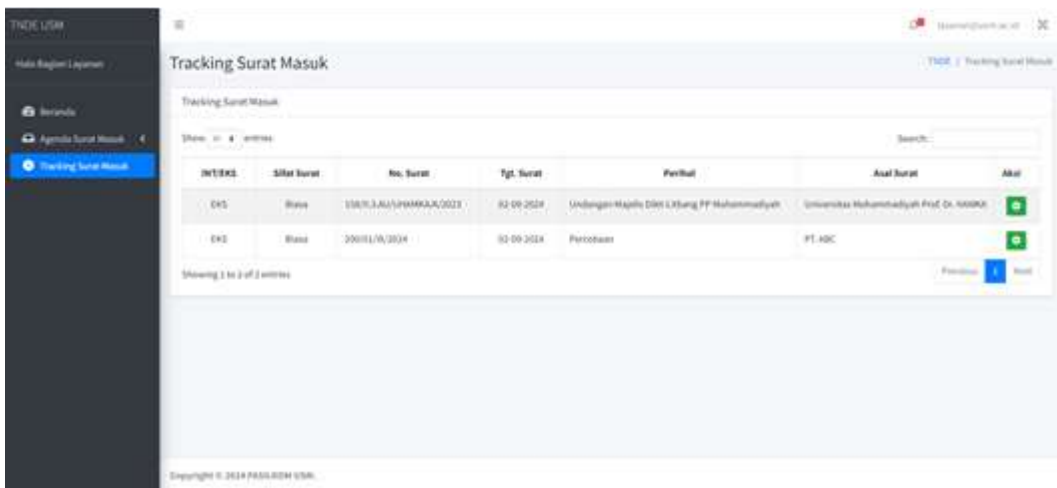 TNDE USM
Halo Bagian Layanan
Beranda
Agenda Surat Masuk
Tracking Surat Masuk
Tracking Surat Masuk
TNDE / Tracking Surat Masuk
Tracking Surat Masuk
Show 10 entries
Search:
INT/EKS Sifat Surat No. Surat Tgl. Surat Perihal Asal Surat Aksi
EKS Biasa 02-09-2024 Undangan Majelis Dikti Litbang PP Muhammadiyah Universitas Muhammadiyah Prof. Dr. HAMKA
EKS Biasa 02-09-2024 Percobaan PT. ABC
Showing 1 to 2 of 2 entries
Previous 1 Next
Copyright © 2024 USM.